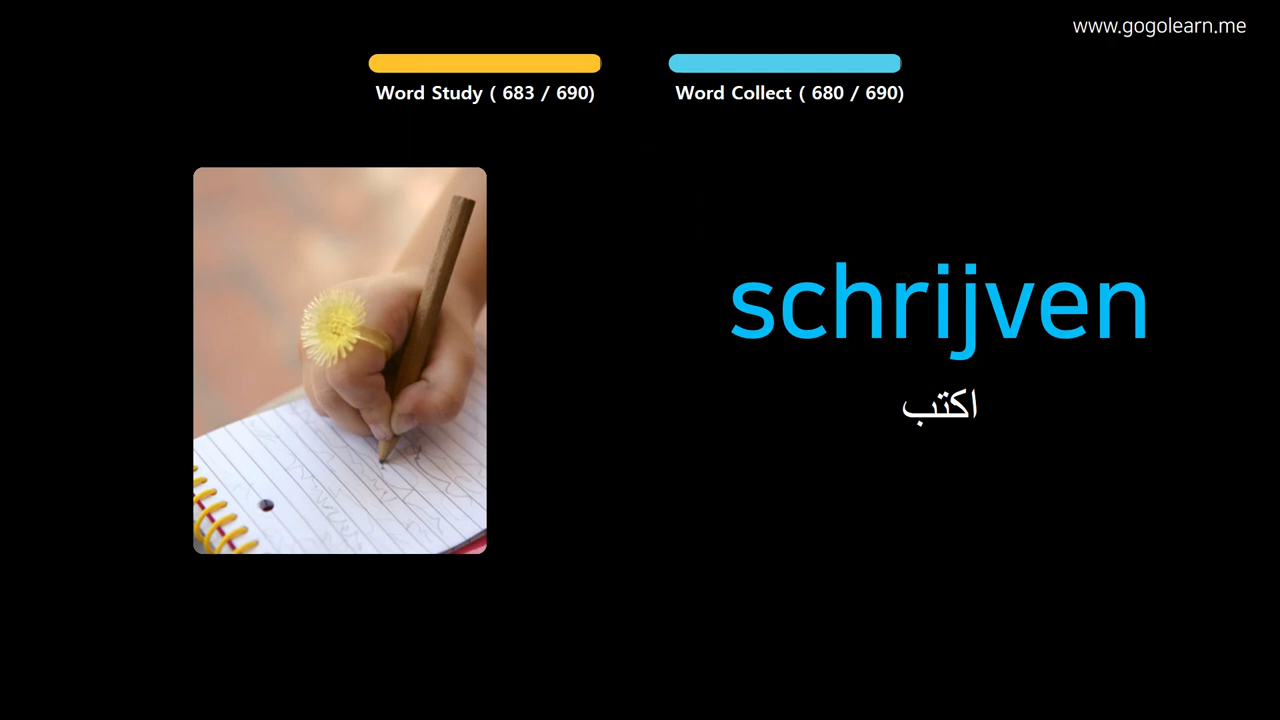 www.gogolearn.me
Word Study ( 683 / 690)
Word Collect ( 680 / 690)
schrijven
اكتب